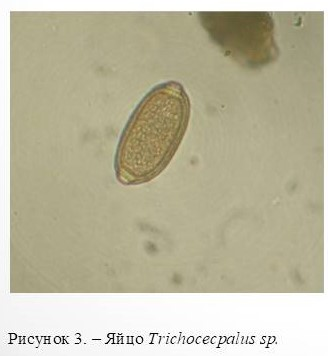 Рисунок 3. – Яйцо Trichocecpalus sp.